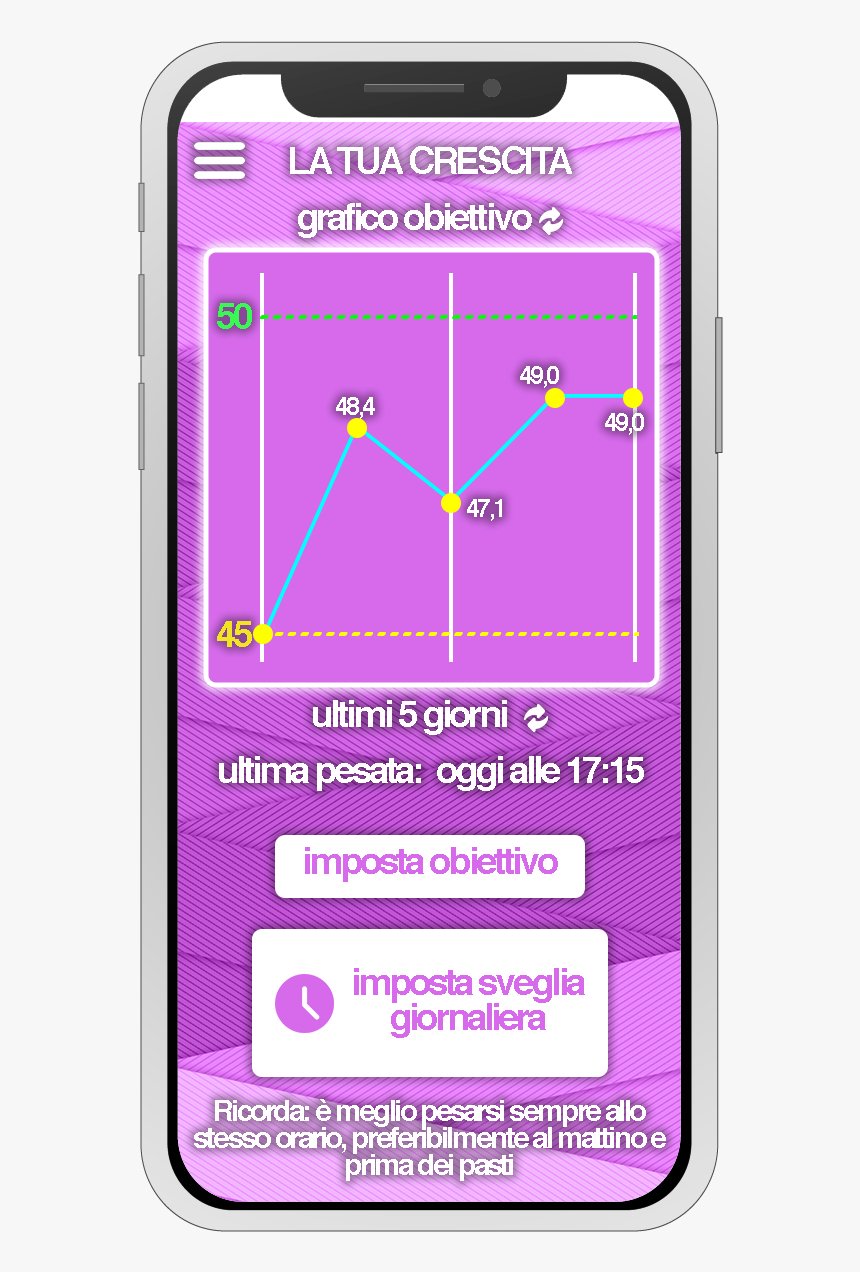 LA TUA CRESCITA
grafico obiettivo
50
49,0
48,4
49,0
47,1
45
ultimi 5 giorni
ultima pesata: oggi alle 17:15
imposta obiettivo
imposta sveglia
giornaliera
Ricorda: è meglio pesarsi sempre allo
stesso orario, preferibilmente al mattino e
prima dei pasti